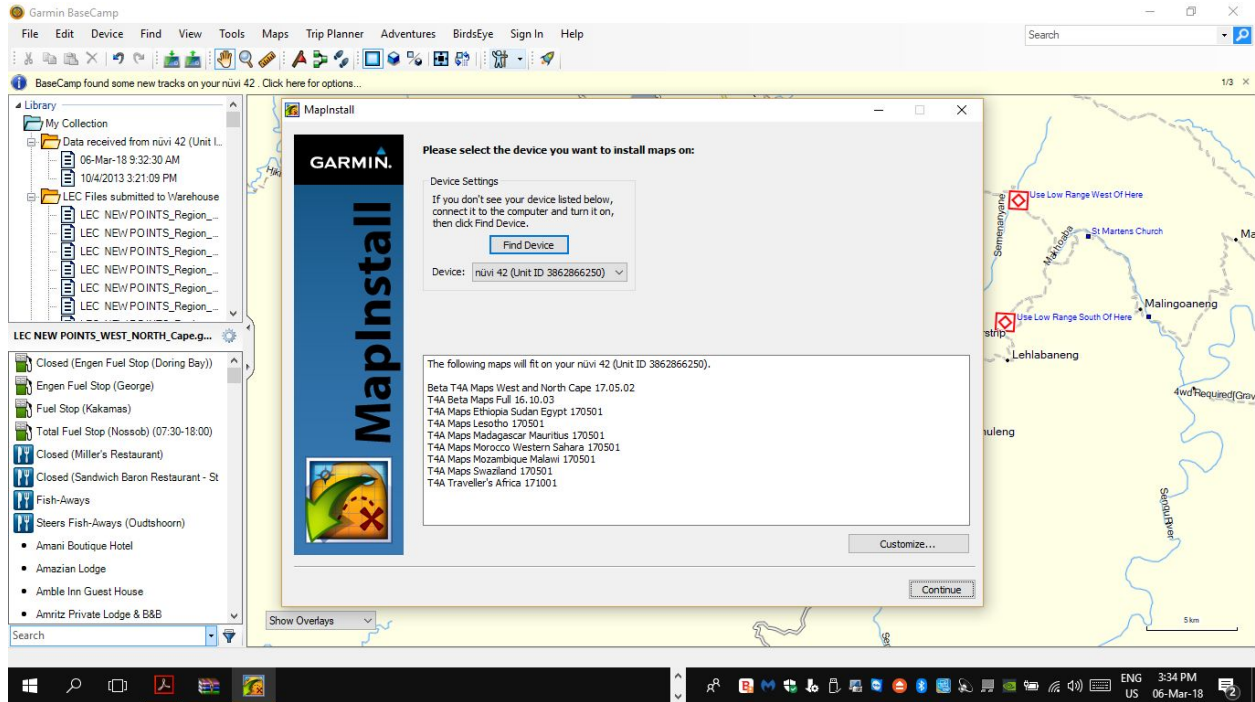 Garmin BaseCamp
File Edit Device Find View Tools Maps Trip Planner Adventures BirdsEye Sign In Help
Search
BaseCamp found some new tracks on your nüvi 42 . Click here for options...
1/3
Library
My Collection
Data received from nüvi 42 (Unit I...
06-Mar-18 9:32:30 AM
10/4/2013 3:21:09 PM
LEC Files submitted to Warehouse
LEC NEW POINTS_Region_...
LEC NEW POINTS_Region_...
LEC NEW POINTS_Region_...
LEC NEW POINTS_Region_...
LEC NEW POINTS_Region_...
LEC NEW POINTS_Region_...
LEC NEW POINTS_WEST_NORTH_Cape.g...
Closed (Engen Fuel Stop (Doring Bay))
Engen Fuel Stop (George)
Fuel Stop (Kakamas)
Total Fuel Stop (Nossob) (07:30-18:00)
Closed (Miller's Restaurant)
Closed (Sandwich Baron Restaurant - St
Fish-Aways
Steers Fish-Aways (Oudtshoorn)
Amani Boutique Hotel
Amazian Lodge
Amble Inn Guest House
Amritz Private Lodge & B&B
Search
MapInstall
GARMIN.
MapInstall
Please select the device you want to install maps on:
Device Settings
If you don't see your device listed below,
connect it to the computer and turn it on,
then click Find Device.
Find Device
Device: nüvi 42 (Unit ID 3862866250)
The following maps will fit on your nüvi 42 (Unit ID 3862866250).
Beta T4A Maps West and North Cape 17.05.02
T4A Beta Maps Full 16.10.03
T4A Maps Ethiopia Sudan Egypt 170501
T4A Maps Lesotho 170501
T4A Maps Madagascar Mauritius 170501
T4A Maps Morocco Western Sahara 170501
T4A Maps Mozambique Malawi 170501
T4A Maps Swaziland 170501
T4A Traveller's Africa 171001
Customize...
Continue
Show Overlays
Use Low Range West Of Here
Semenanyane
Makhoaba
St Martens Church
Ma
Malingoaneng
Use Low Range South Of Here
strip
Lehlabaneng
4wd Required(Grav
huleng
Senqu River
Sen
5 km
ENG
US
3:34 PM
06-Mar-18
2